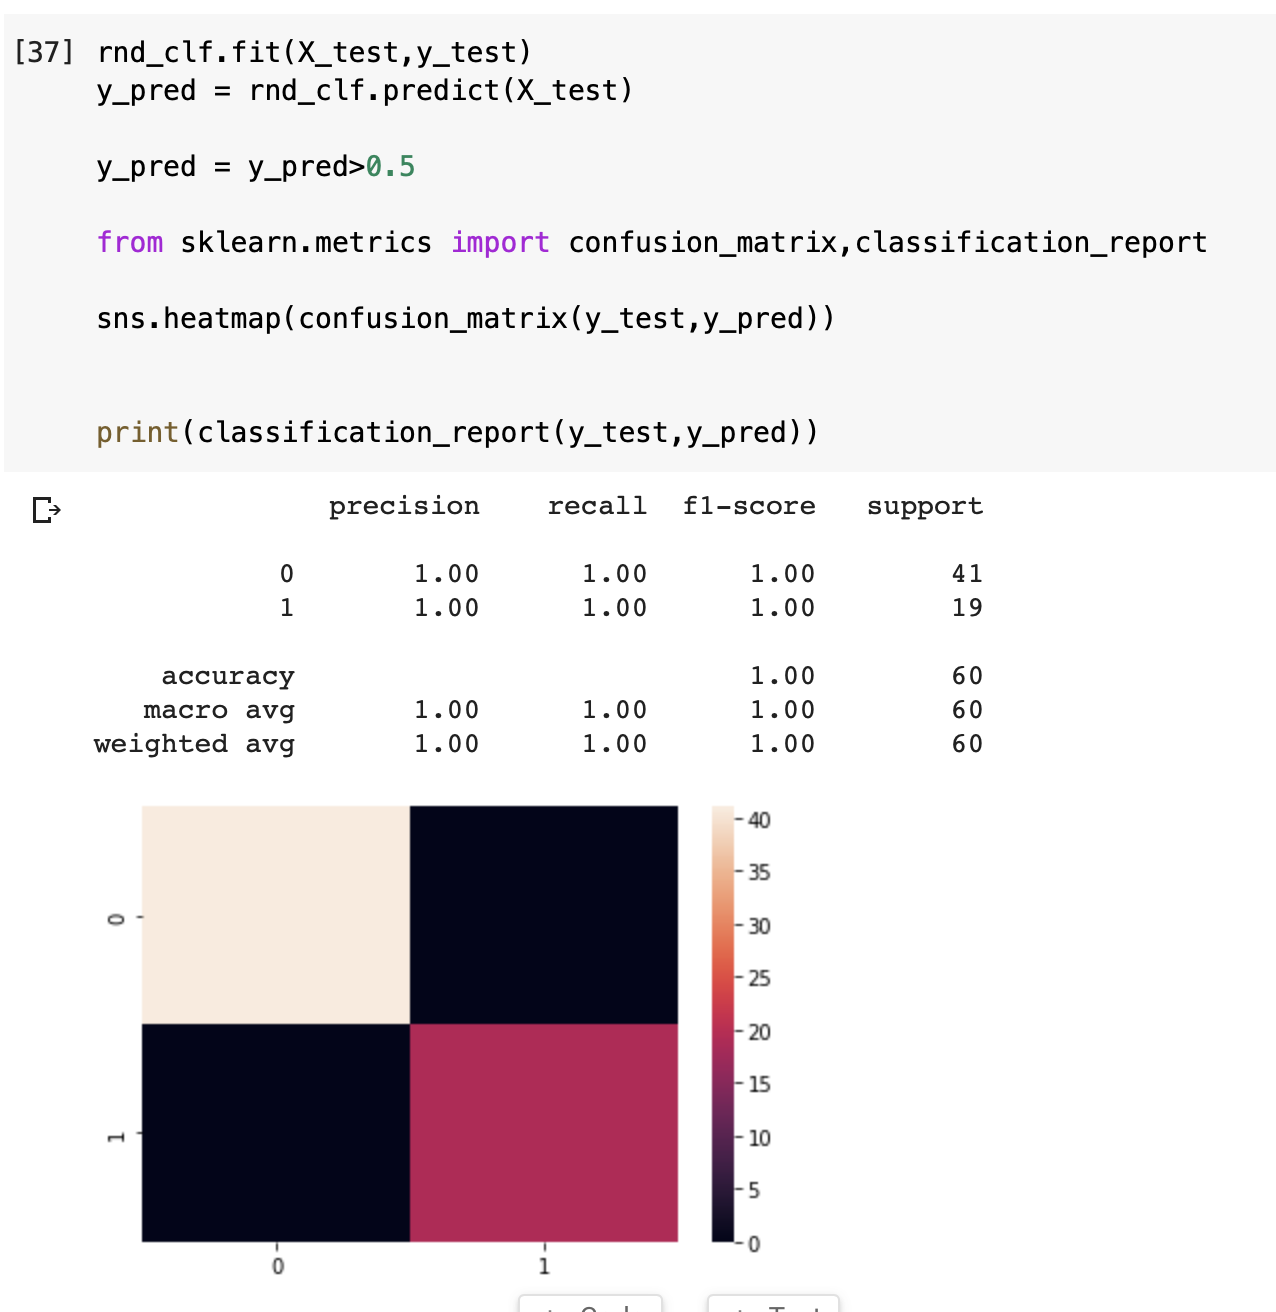 [37] rnd_clf.fit(X_test,y_test)
y_pred = rnd_clf.predict(X_test)
y_pred = y_pred>0.5
from sklearn.metrics import confusion_matrix,classification_report
sns.heatmap(confusion_matrix(y_test,y_pred))
print(classification_report(y_test,y_pred))
precision recall f1-score support
0 1.00 1.00 1.00 41
1 1.00 1.00 1.00 19
accuracy 1.00 60
macro avg 1.00 1.00 1.00 60
weighted avg 1.00 1.00 1.00 60
40
35
30
25
20
15
10
5
0
0
1
0 1